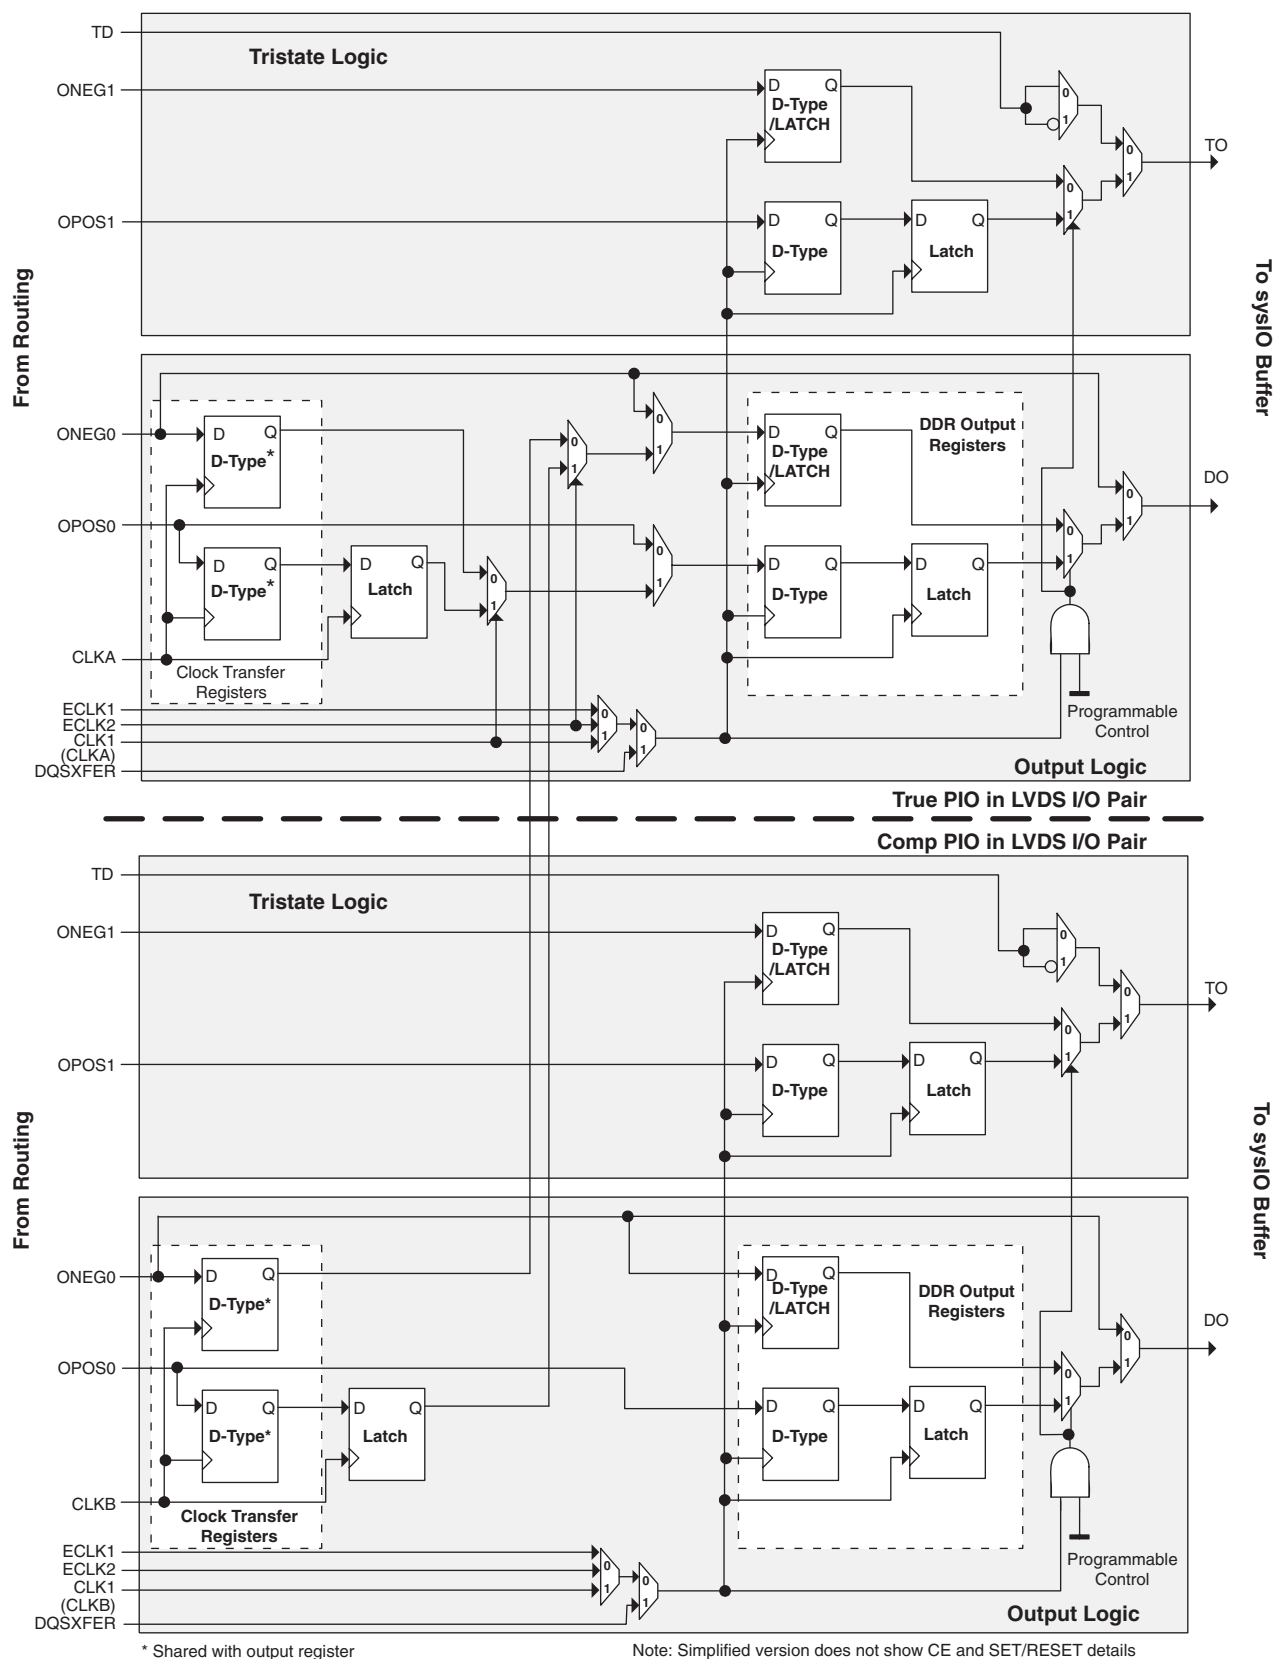 TD
Tristate Logic
ONEG1
D Q
D-Type
/LATCH
0
1
0
1
TO
OPOS1
D Q
D-Type
D Q
Latch
0
1
From Routing
To sysIO Buffer
ONEG0
D Q
D-Type*
0
1
0
1
D Q
D-Type
/LATCH
DDR Output
Registers
0
1
DO
OPOS0
D Q
D-Type*
D Q
Latch
0
1
0
1
D Q
D-Type
D Q
Latch
0
1
CLKA
Clock Transfer
Registers
ECLK1
ECLK2
CLK1
(CLKA)
DQSXFER
0
1
0
1
Programmable
Control
Output Logic
True PIO in LVDS I/O Pair
Comp PIO in LVDS I/O Pair
TD
Tristate Logic
ONEG1
D Q
D-Type
/LATCH
0
1
0
1
TO
OPOS1
D Q
D-Type
D Q
Latch
0
1
From Routing
To sysIO Buffer
ONEG0
D Q
D-Type*
D Q
D-Type
/LATCH
DDR Output
Registers
0
1
DO
OPOS0
D Q
D-Type*
D Q
Latch
D Q
D-Type
D Q
Latch
0
1
CLKB
Clock Transfer
Registers
ECLK1
ECLK2
CLK1
(CLKB)
DQSXFER
0
1
0
1
Programmable
Control
Output Logic
* Shared with output register
Note: Simplified version does not show CE and SET/RESET details